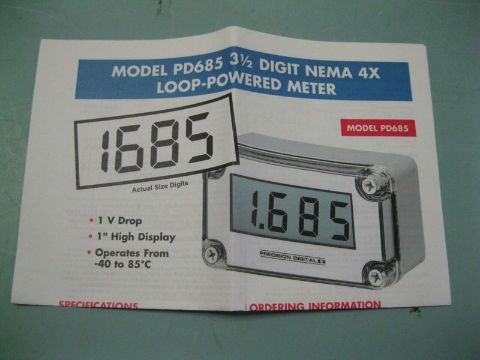 MODEL PD685 3½ DIGIT NEMA 4X
LOOP-POWERED METER
MODEL PD685
1685
Actual Size Digits
1.685
PRECISION DIGITAL
• 1 V Drop
• 1" High Display
• Operates From
-40 to 85°C
SPECIFICATIONS
ORDERING INFORMATION